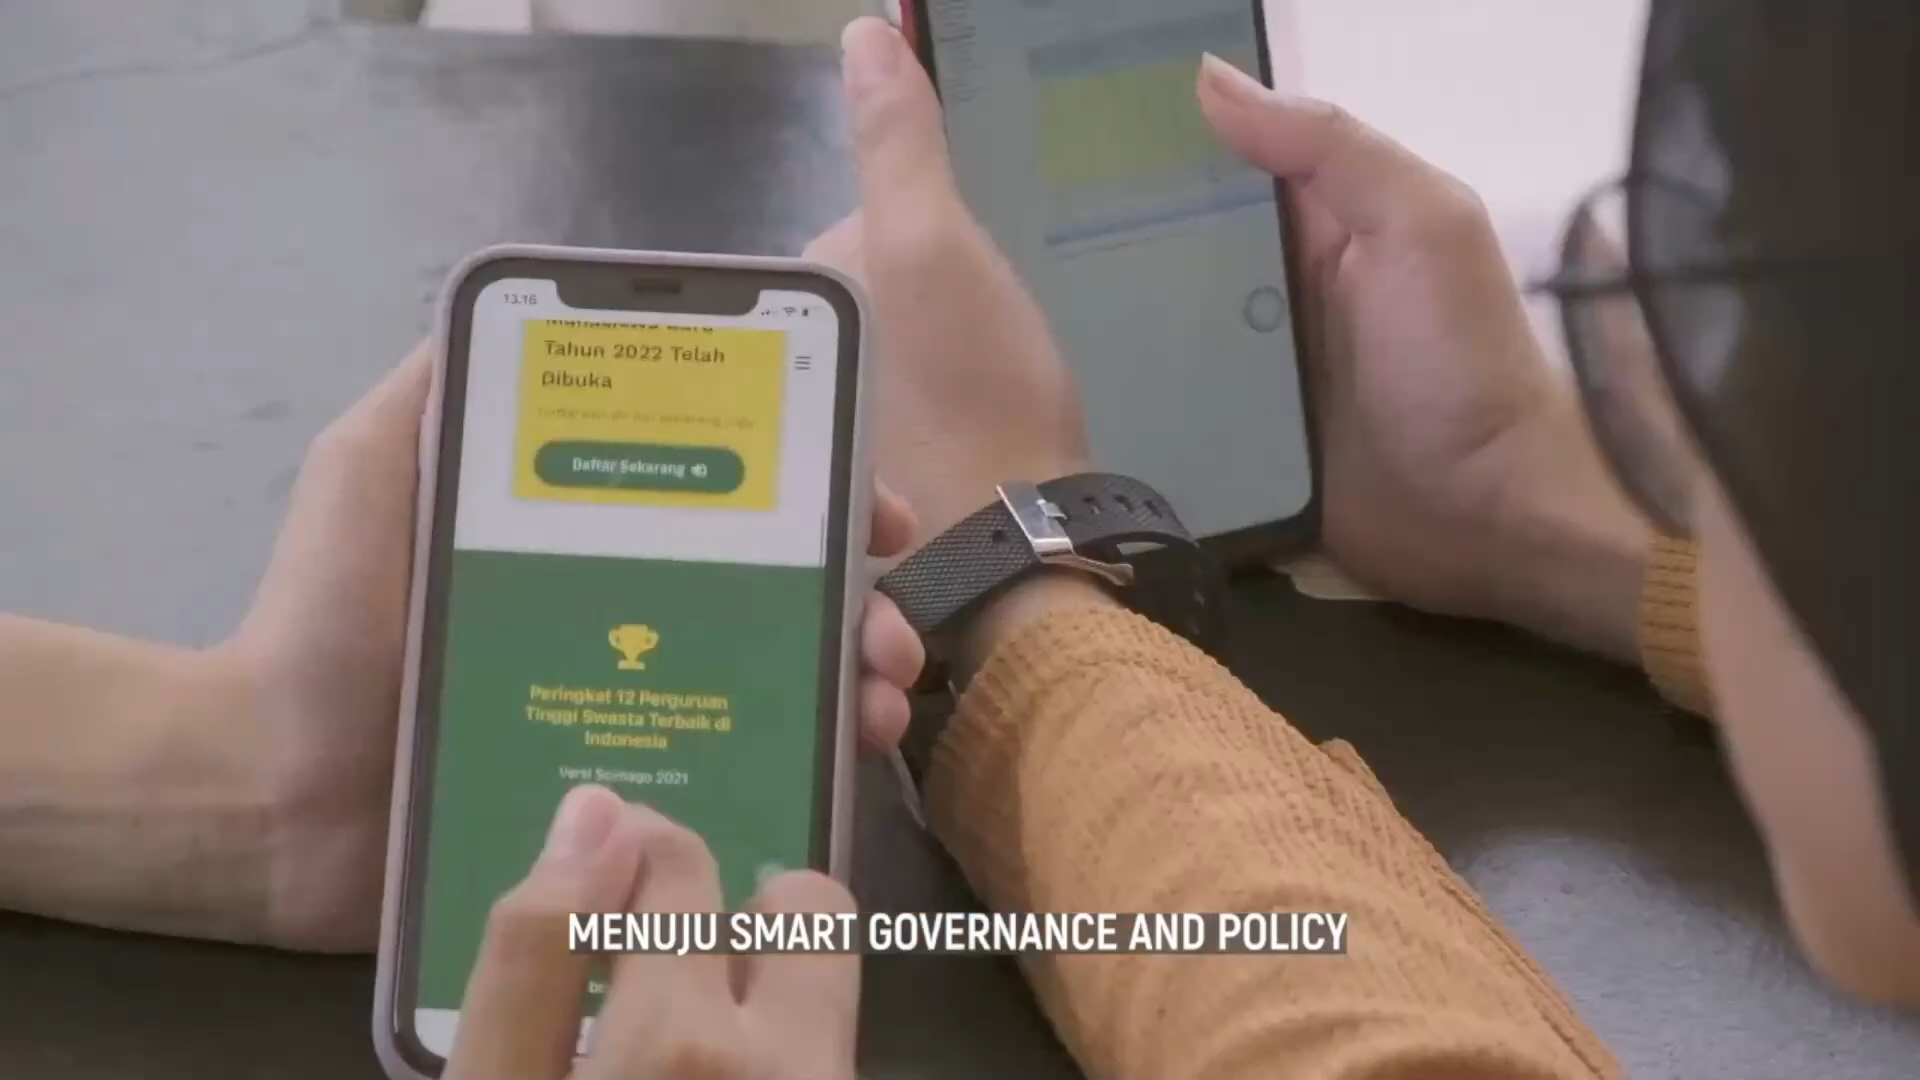 13.16
Tahun 2022 Telah
Dibuka
Daftar Sekarang
Peringkat 12 Perguruan
Tinggi Swasta Terbaik di
Indonesia
Versi Scimago 2021
be
MENUJU SMART GOVERNANCE AND POLICY